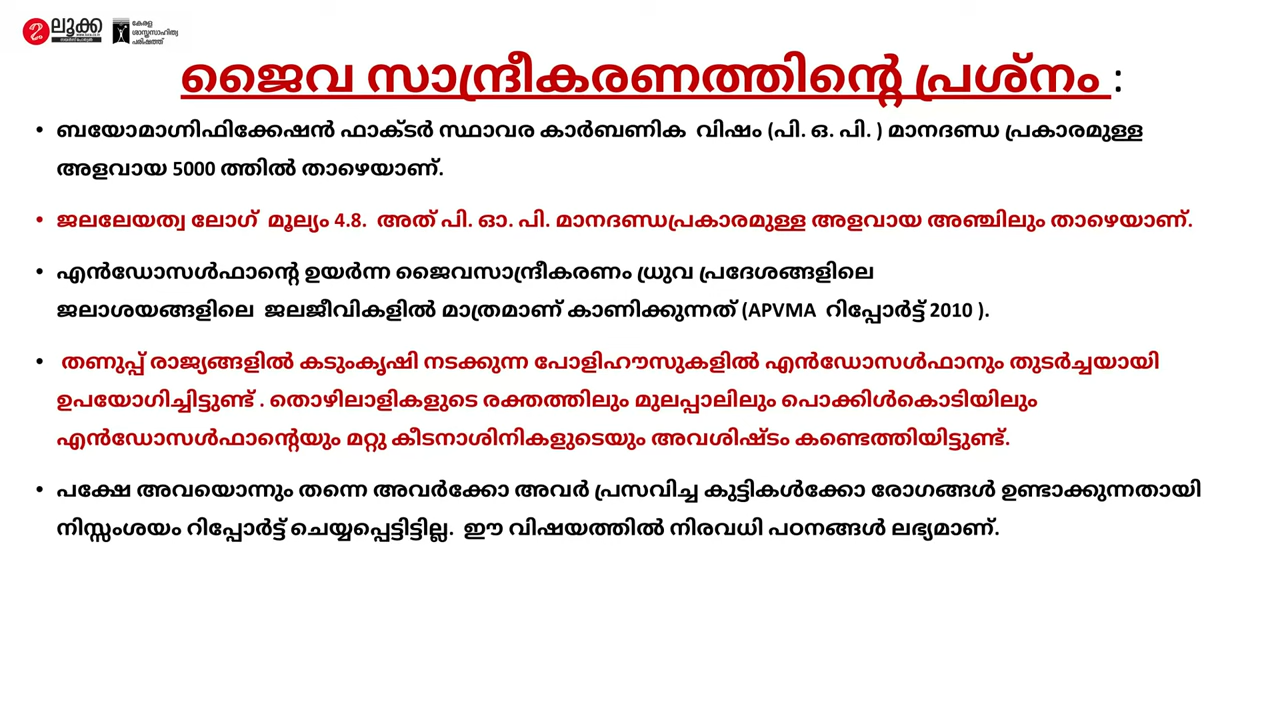 ലൂക്ക
കേരള
ശാസ്ത്രസാഹിത്യ
പരിഷത്ത്
ജൈവ സാന്ദ്രീകരണത്തിന്റെ പ്രശ്നം :
• ബയോമാഗ്നിഫിക്കേഷൻ ഫാക്ടർ സ്ഥാവര കാർബണിക വിഷം (പി. ഒ. പി. ) മാനദണ്ഡ പ്രകാരമുള്ള
അളവായ 5000 ത്തിൽ താഴെയാണ്.
• ജലലേയത്വ ലോഗ് മൂല്യം 4.8. അത് പി. ഓ. പി. മാനദണ്ഡപ്രകാരമുള്ള അളവായ അഞ്ചിലും താഴെയാണ്.
• എൻഡോസൾഫാന്റെ ഉയർന്ന ജൈവസാന്ദ്രീകരണം ധ്രുവ പ്രദേശങ്ങളിലെ
ജലാശയങ്ങളിലെ ജലജീവികളിൽ മാത്രമാണ് കാണിക്കുന്നത് (APVMA റിപ്പോർട്ട് 2010 ).
• തണുപ്പ് രാജ്യങ്ങളിൽ കടുംകൃഷി നടക്കുന്ന പോളിഹൗസുകളിൽ എൻഡോസൾഫാനും തുടർച്ചയായി
ഉപയോഗിച്ചിട്ടുണ്ട് . തൊഴിലാളികളുടെ രക്തത്തിലും മുലപ്പാലിലും പൊക്കിൾകൊടിയിലും
എൻഡോസൾഫാന്റെയും മറ്റു കീടനാശിനികളുടെയും അവശിഷ്ടം കണ്ടെത്തിയിട്ടുണ്ട്.
• പക്ഷേ അവയൊന്നും തന്നെ അവർക്കോ അവർ പ്രസവിച്ച കുട്ടികൾക്കോ രോഗങ്ങൾ ഉണ്ടാക്കുന്നതായി
നിസ്സംശയം റിപ്പോർട്ട് ചെയ്യപ്പെട്ടിട്ടില്ല. ഈ വിഷയത്തിൽ നിരവധി പഠനങ്ങൾ ലഭ്യമാണ്.